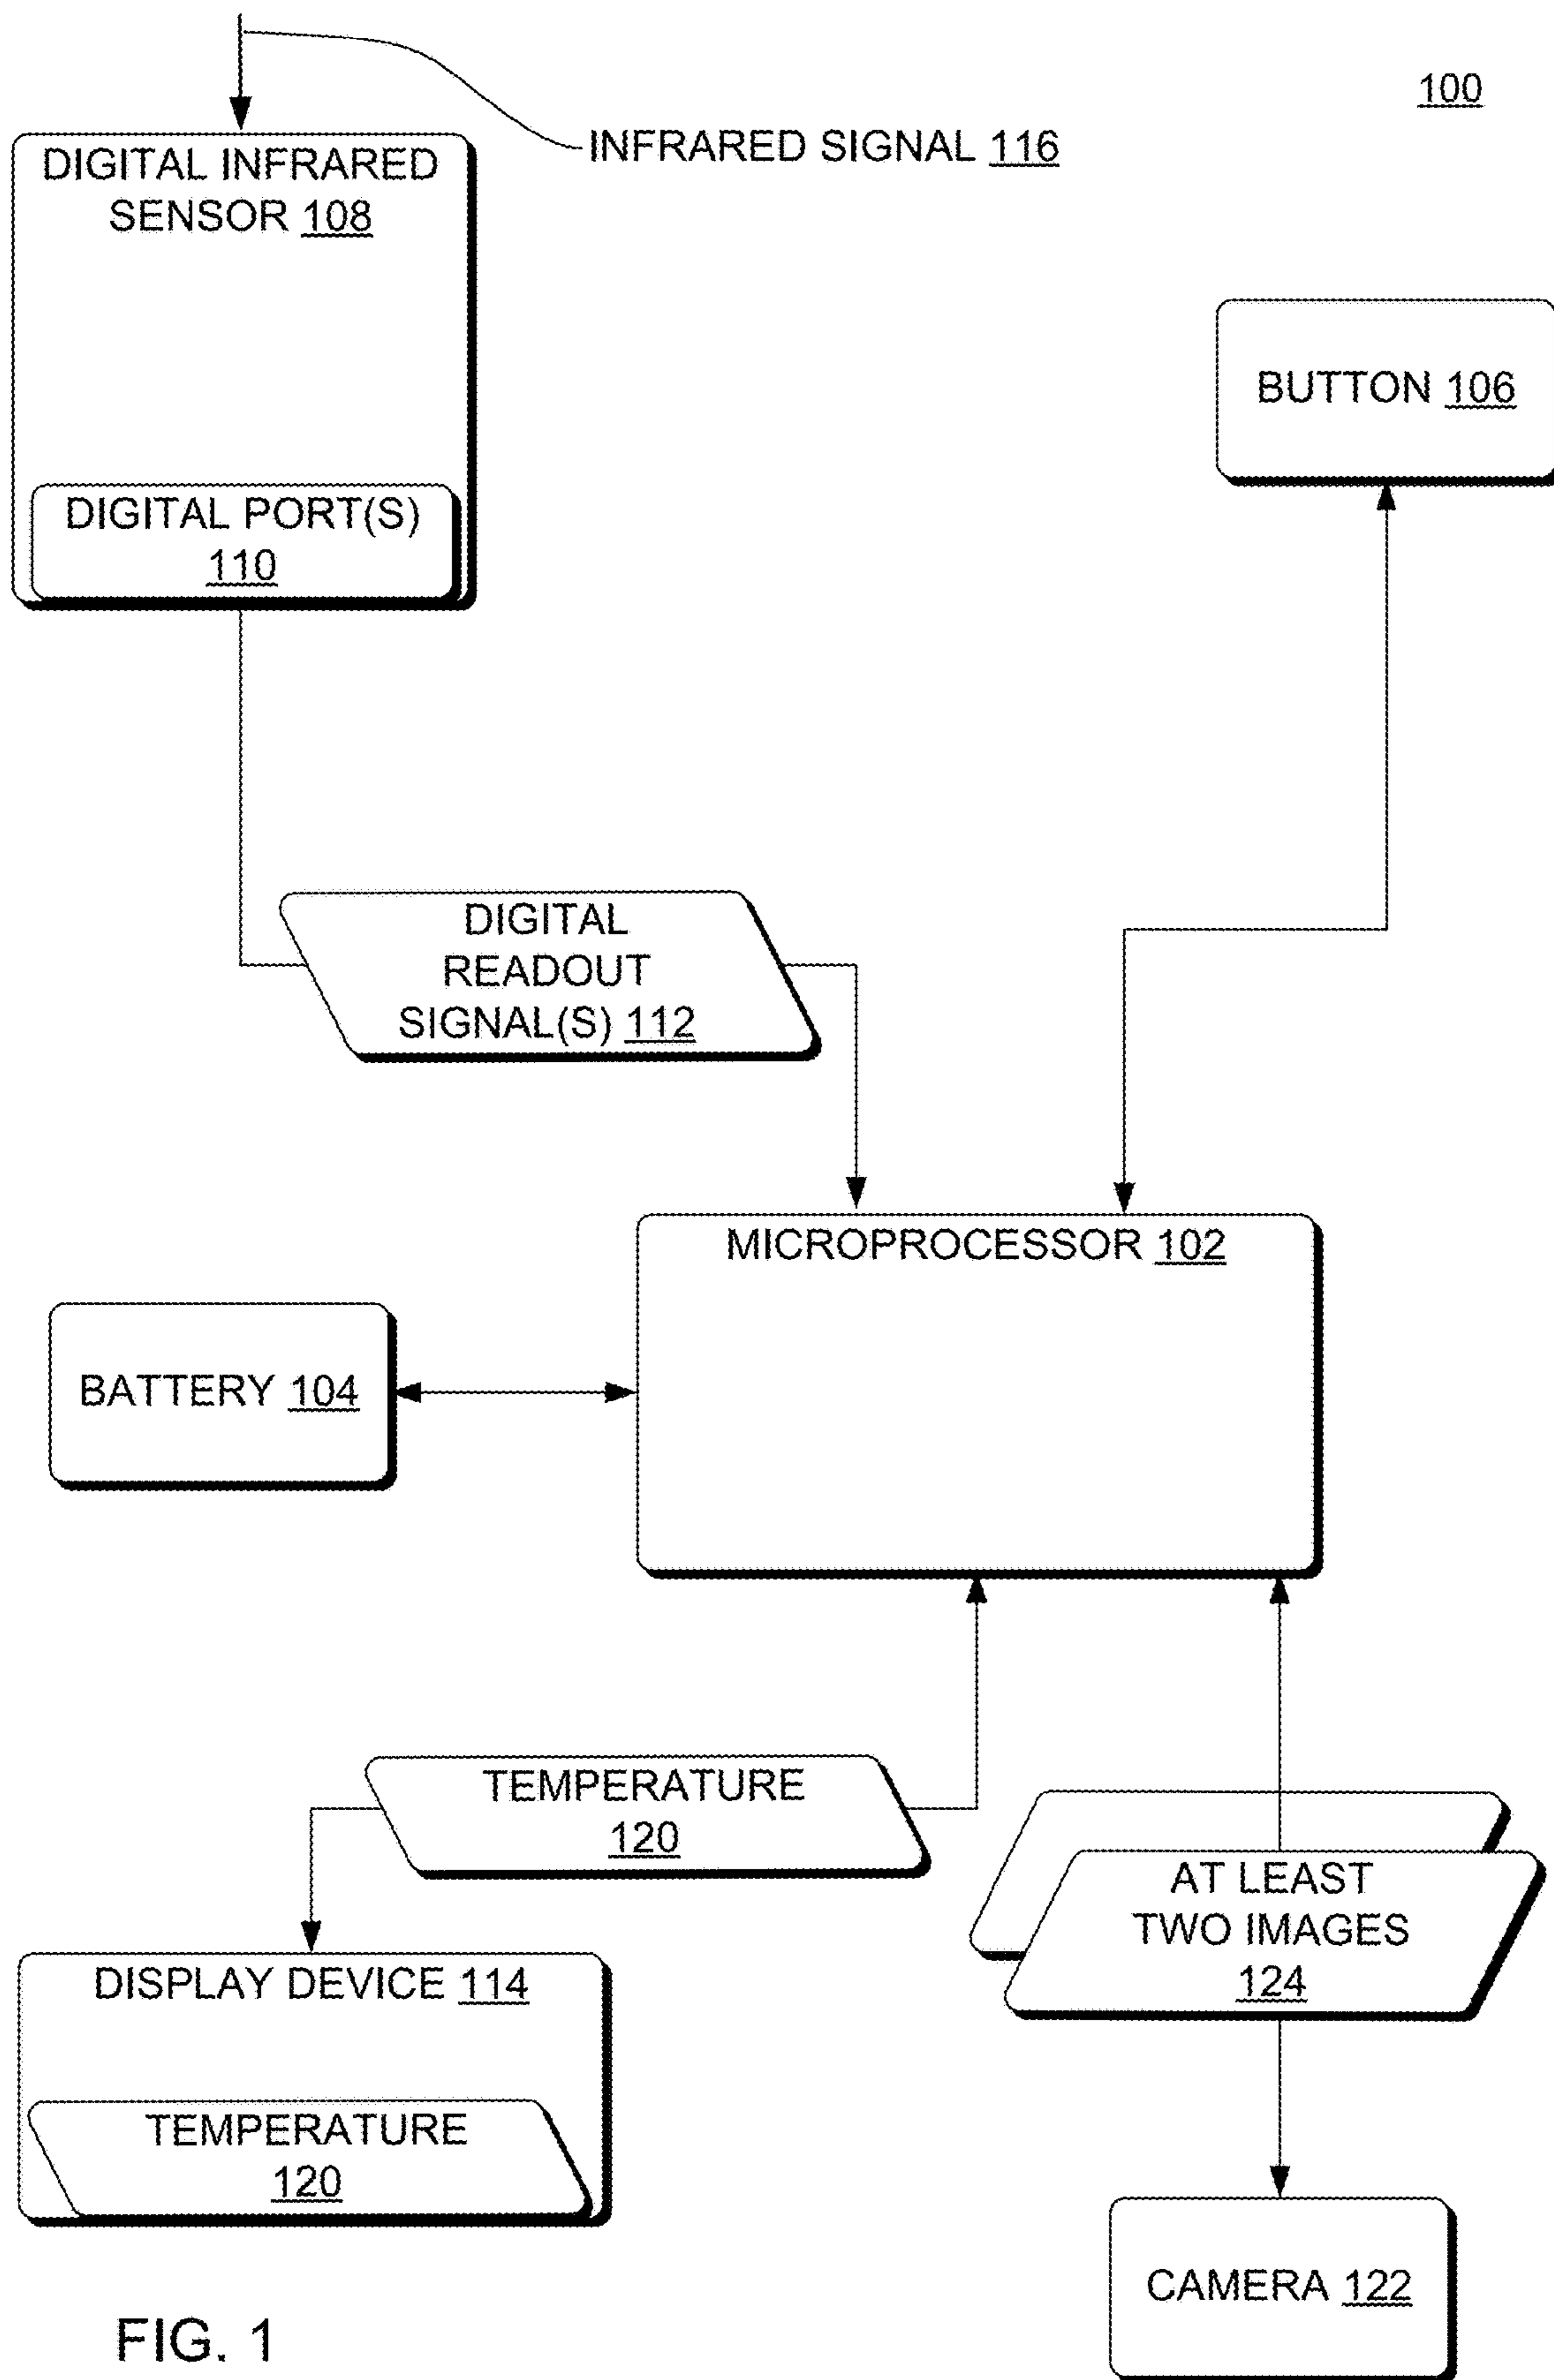 100
INFRARED SIGNAL 116
DIGITAL INFRARED
SENSOR 108
BUTTON 106
DIGITAL PORT(S)
110
DIGITAL
READOUT
SIGNAL(S) 112
MICROPROCESSOR 102
BATTERY 104
TEMPERATURE
120
AT LEAST
TWO IMAGES
124
DISPLAY DEVICE 114
TEMPERATURE
120
CAMERA 122
FIG. 1